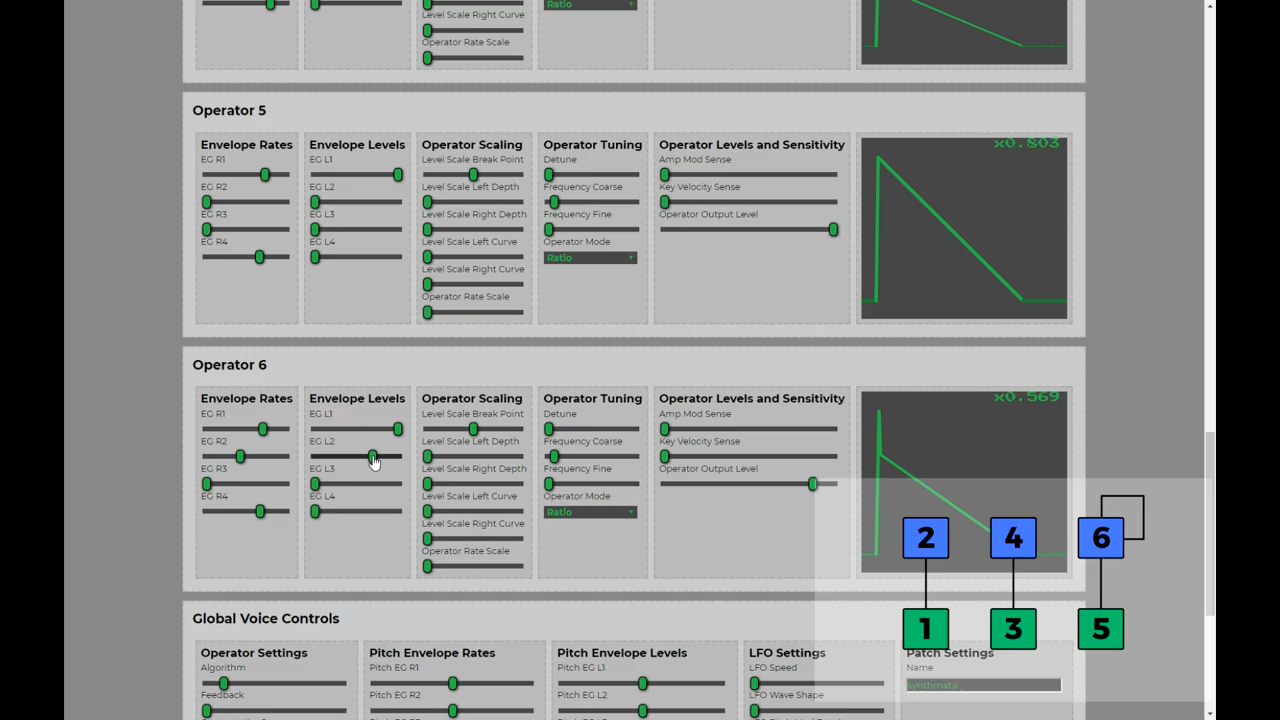 Level Scale Right Curve
Ratio
Operator Rate Scale
Operator 5
Envelope Rates
EG R1
EG R2
EG R3
EG R4
Envelope Levels
EG L1
EG L2
EG L3
EG L4
Operator Scaling
Level Scale Break Point
Level Scale Left Depth
Level Scale Right Depth
Level Scale Left Curve
Level Scale Right Curve
Operator Rate Scale
Operator Tuning
Detune
Frequency Coarse
Frequency Fine
Operator Mode
Ratio
Operator Levels and Sensitivity
Amp Mod Sense
Key Velocity Sense
Operator Output Level
x0.803
Operator 6
Envelope Rates
EG R1
EG R2
EG R3
EG R4
Envelope Levels
EG L1
EG L2
EG L3
EG L4
Operator Scaling
Level Scale Break Point
Level Scale Left Depth
Level Scale Right Depth
Level Scale Left Curve
Level Scale Right Curve
Operator Rate Scale
Operator Tuning
Detune
Frequency Coarse
Frequency Fine
Operator Mode
Ratio
Operator Levels and Sensitivity
Amp Mod Sense
Key Velocity Sense
Operator Output Level
x0.569
2 4 6
1 3 5
Global Voice Controls
Operator Settings
Algorithm
Feedback
Pitch Envelope Rates
Pitch EG R1
Pitch EG R2
Pitch Envelope Levels
Pitch EG L1
Pitch EG L2
LFO Settings
LFO Speed
LFO Wave Shape
Patch Settings
Name
synthmata